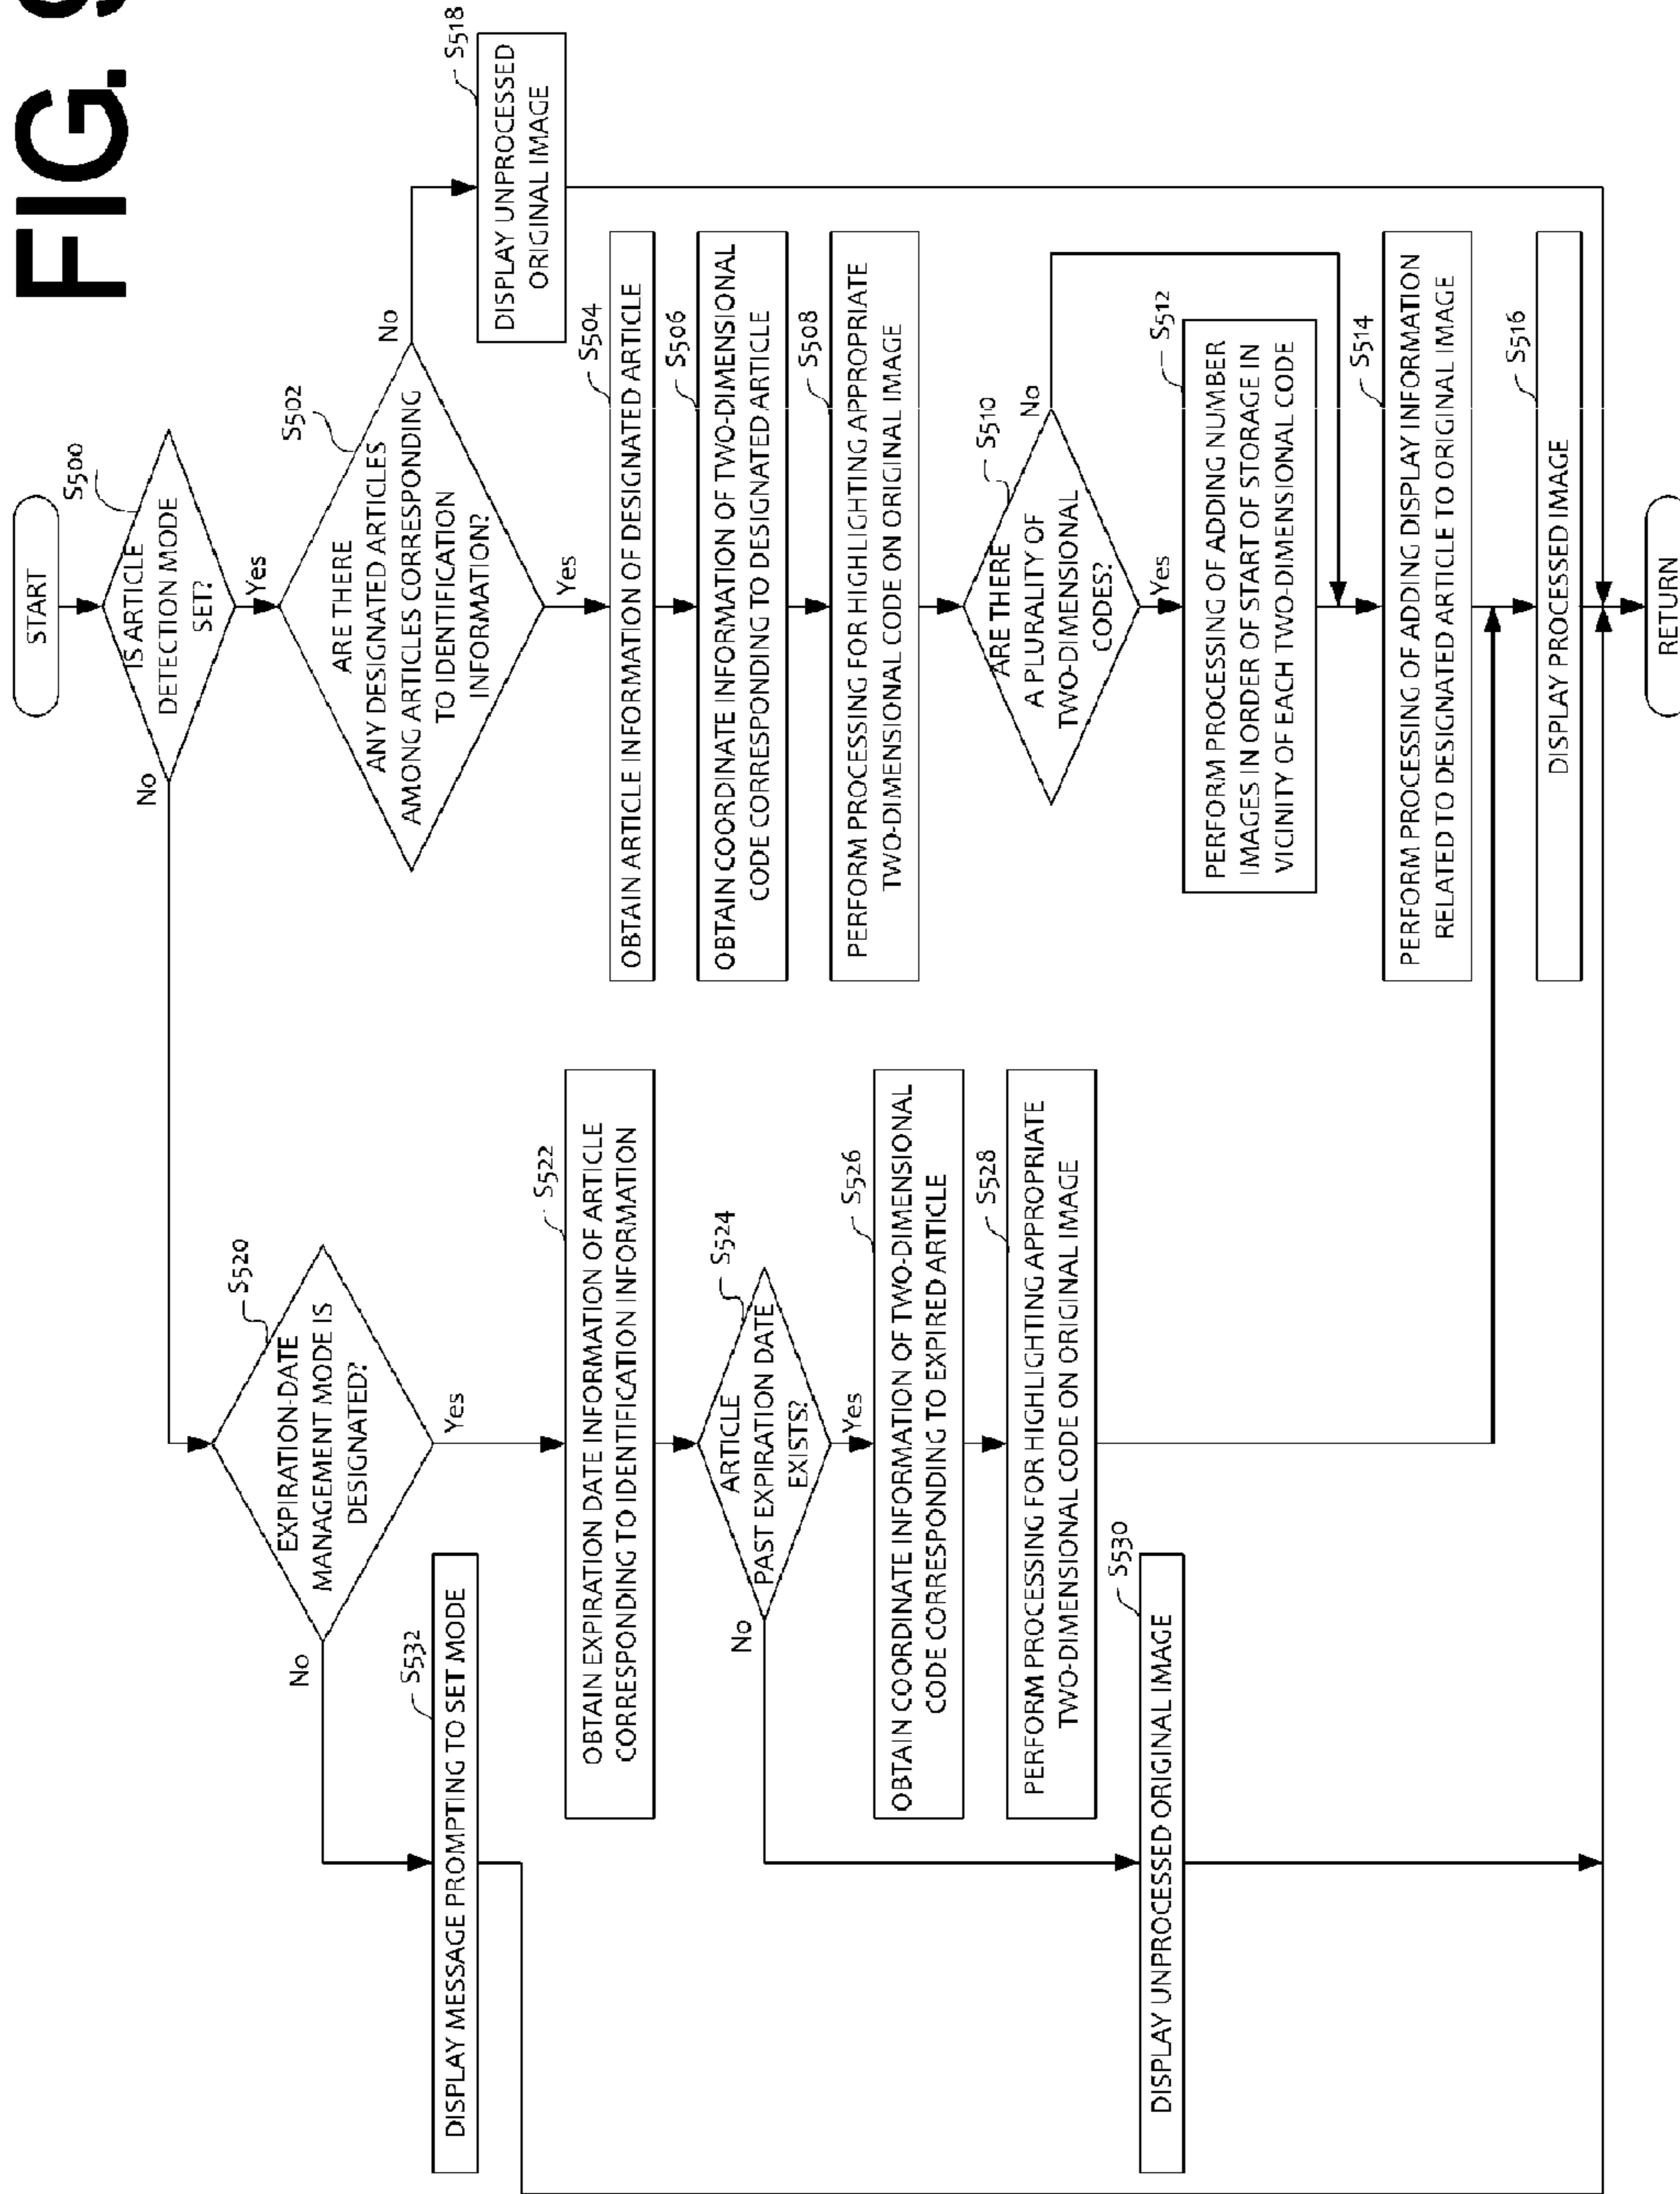 FIG. 9
START
S500
IS ARTICLE
DETECTION MODE
SET?
No
Yes
S502
ARE THERE
ANY DESIGNATED ARTICLES
AMONG ARTICLES CORRESPONDING
TO IDENTIFICATION
INFORMATION?
No
Yes
S518
DISPLAY UNPROCESSED
ORIGINAL IMAGE
S504
OBTAIN ARTICLE INFORMATION OF DESIGNATED ARTICLE
S506
OBTAIN COORDINATE INFORMATION OF TWO-DIMENSIONAL
CODE CORRESPONDING TO DESIGNATED ARTICLE
S508
PERFORM PROCESSING FOR HIGHLIGHTING APPROPRIATE
TWO-DIMENSIONAL CODE ON ORIGINAL IMAGE
S510
ARE THERE
A PLURALITY OF
TWO-DIMENSIONAL
CODES?
No
Yes
S512
PERFORM PROCESSING OF ADDING NUMBER
IMAGES IN ORDER OF START OF STORAGE IN
VICINITY OF EACH TWO-DIMENSIONAL CODE
S514
PERFORM PROCESSING OF ADDING DISPLAY INFORMATION
RELATED TO DESIGNATED ARTICLE TO ORIGINAL IMAGE
S516
DISPLAY PROCESSED IMAGE
RETURN
S520
EXPIRATION-DATE
MANAGEMENT MODE IS
DESIGNATED?
No
Yes
S532
DISPLAY MESSAGE PROMPTING TO SET MODE
S522
OBTAIN EXPIRATION DATE INFORMATION OF ARTICLE
CORRESPONDING TO IDENTIFICATION INFORMATION
S524
ARTICLE
PAST EXPIRATION DATE
EXISTS?
No
Yes
S526
OBTAIN COORDINATE INFORMATION OF TWO-DIMENSIONAL
CODE CORRESPONDING TO EXPIRED ARTICLE
S528
PERFORM PROCESSING FOR HIGHLIGHTING APPROPRIATE
TWO-DIMENSIONAL CODE ON ORIGINAL IMAGE
S530
DISPLAY UNPROCESSED ORIGINAL IMAGE